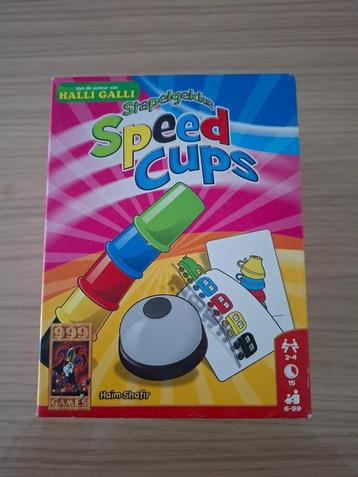 Van de auteur van
HALLI GALLI
Stapelgekke
Speed
Cups
999
GAMES
Haim Shafir
2-4
15
6-99